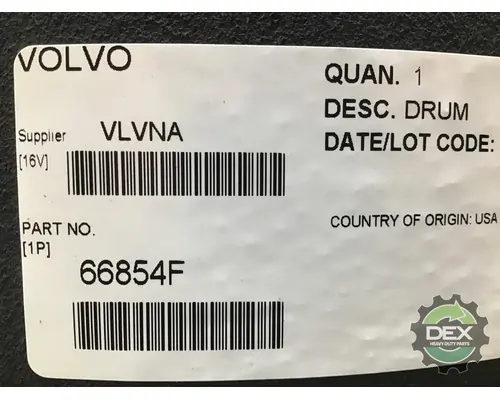 VOLVO
QUAN. 1
DESC. DRUM
Supplier VLVNA
DATE/LOT CODE:
[16V]
PART NO.
COUNTRY OF ORIGIN: USA
[1P]
66854F
DEX
HEAVY DUTY PARTS